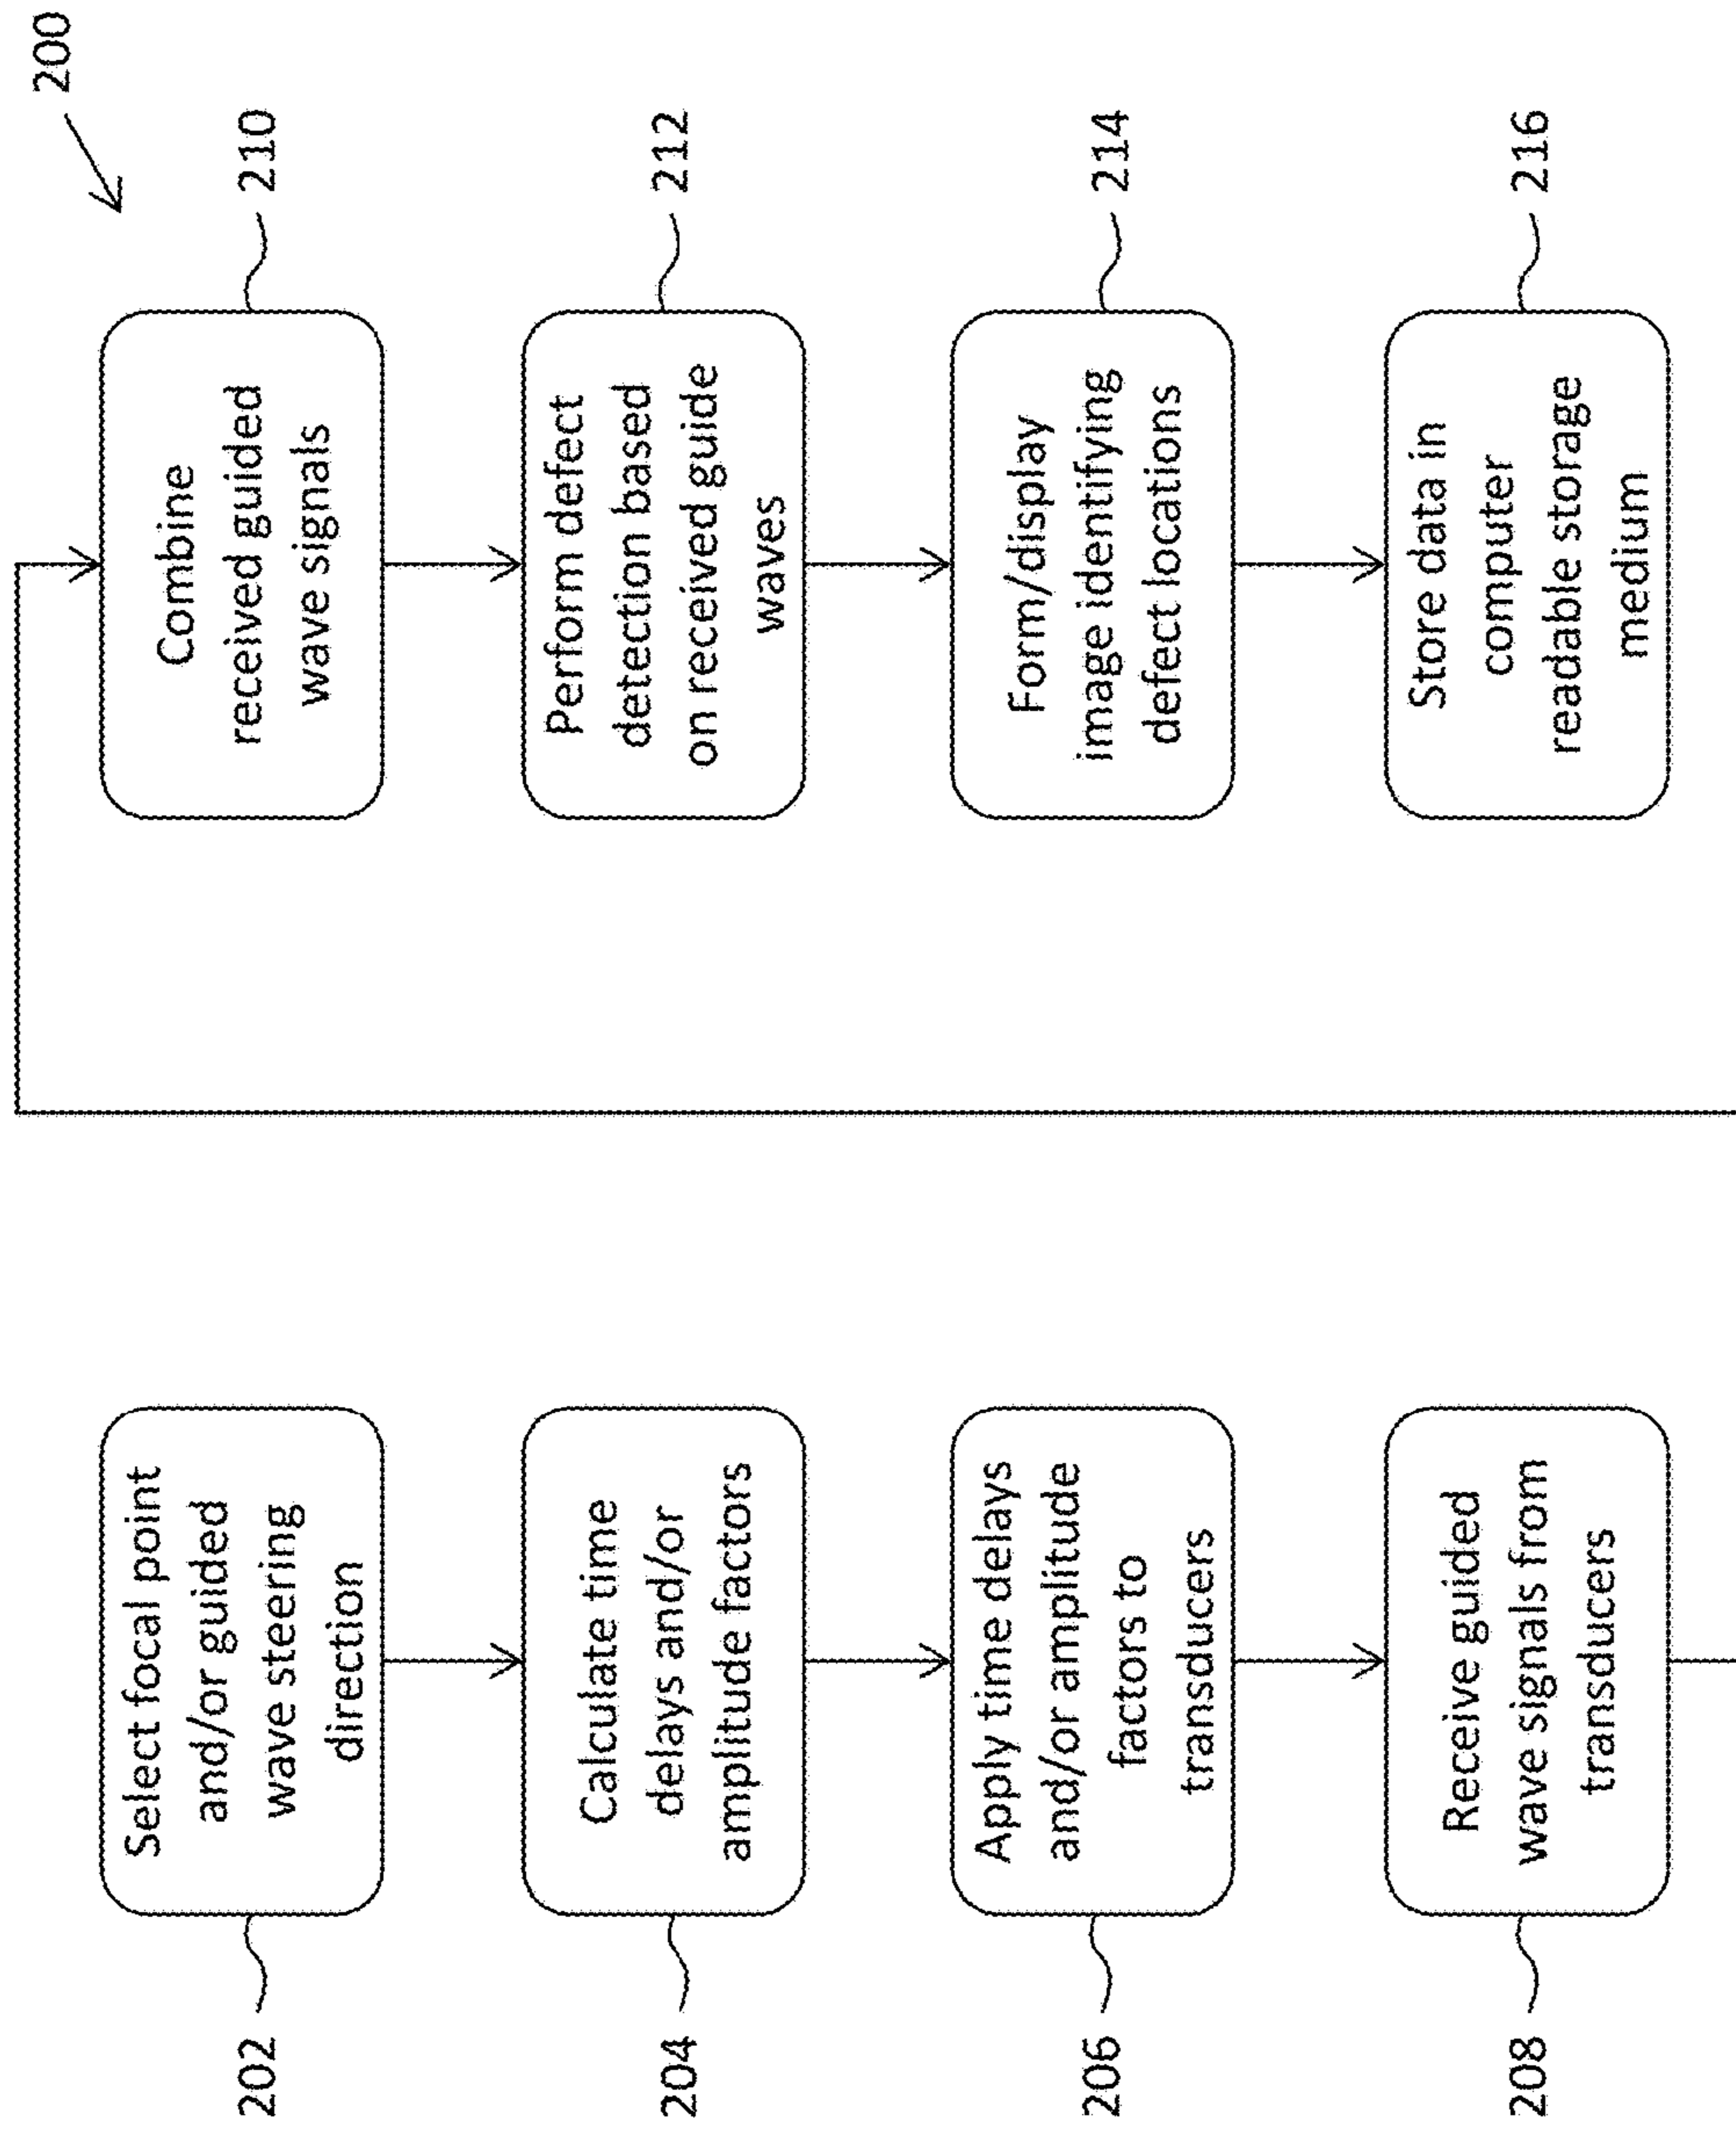 200
202
Select focal point
and/or guided
wave steering
direction
204
Calculate time
delays and/or
amplitude factors
206
Apply time delays
and/or amplitude
factors to
transducers
208
Receive guided
wave signals from
transducers
210
Combine
received guided
wave signals
212
Perform defect
detection based
on received guide
waves
214
Form/display
image identifying
defect locations
216
Store data in
computer
readable storage
medium